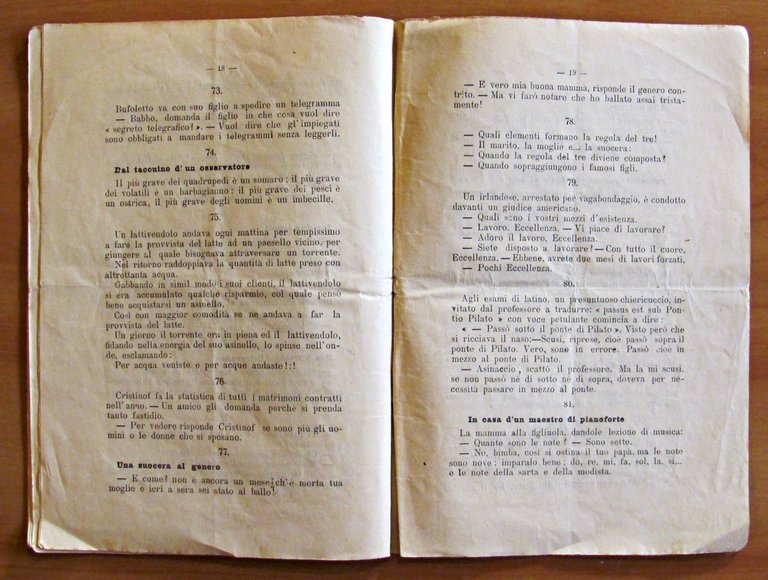 — 18 —
73.
Bufoletto va con suo figlio a spedire un telegramma
— Babbo, domanda il figlio in che cosa vuol dire
« segreto telegrafico? ». — Vuol dire che gl'impiegati
sono obbligati a mandare i telegrammi senza leggerli.
74.
Dal taccuino d'un osservatore
Il più grave dei quadrupedi è un somaro; il più grave
dei volatili è un barbagianno; il più grave dei pesci è
un ostrica, il più grave degli uomini è un imbecille.
75.
Un lattivendolo andava ogni mattina per tempissimo
a fare la provvista del latte ad un paesello vicino, per
giungere al quale bisognava attraversare un torrente.
Nel ritorno raddoppiava la quantità di latte preso con
altrettanta acqua.
Gabbando in simil modo i suoi clienti, il lattivendolo
si era accumulato qualche risparmio, col quale pensò
bene acquistarsi un asinello.
Così con maggior comodità se ne andava a far la
provvista del latte.
Un giorno il torrente era in piena ed il lattivendolo,
fidando nella energia del suo asinello, lo spinse nell'on-
de, esclamando:
Per acqua veniste e per acque andaste!:!
76.
Cristinof fa la statistica di tutti i matrimoni contratti
nell'anno. — Un amico gli domanda perchè si prenda
tanto fastidio.
— Per vedere risponde Cristinof se sono più gli uo-
mini o le donne che si sposano.
77.
Una suocera al genero
— E come? non è ancora un mese ch'è morta tua
moglie e ieri a sera sei stato al ballo!
— 19 —
— E vero mia buona mamma, risponde il genero con-
trito. — Ma vi farò notare che ho ballato assai trista-
mente!
78.
— Quali elementi formano la regola del tre!
— Il marito, la moglie e... la suocera:
— Quando la regola del tre diviene composta?
— Quando sopraggiungono i famosi figli.
79.
Un irlandese, arrestato per vagabondaggio, è condotto
davanti un giudice americano.
— Quali sono i vostri mezzi d'esistenza.
— Lavoro, Eccellenza. — Vi piace di lavorare?
— Adoro il lavoro, Eccellenza.
— Siete disposto a lavorare? — Con tutto il cuore,
Eccellenza. — Ebbene, avrete due mesi di lavori forzati.
— Pochi Eccellenza.
80.
Agli esami di latino, un presuntuoso chiericuccio, in-
vitato dal professore a tradurre: « passus est sub Pon-
tio Pilato » con voce petulante comincia a dire:
« — Passò sotto il ponte di Pilato ». Visto però che
si ricciava il naso:—Scusi, riprese, cioè passò sopra il
ponte di Pilato. Vero, sono in errore. Passò cioè in
mezzo al ponte di Pilato.
— Asinaccio, scattò il professore. Ma la mi scusi.
se non passò nè di sotto nè di sopra, doveva per ne-
cessità passare in mezzo al ponte.
81.
In casa d'un maestro di pianoforte
La mamma alla figliuola, dandole lezione di musica:
— Quante sono le note? — Sono sette.
— No, bimba, così si ostina il tuo papà, ma le note
sono nove: imparalo bene: do, re, mi, fa, sol, la, si...
e le note della sarta e della modista.